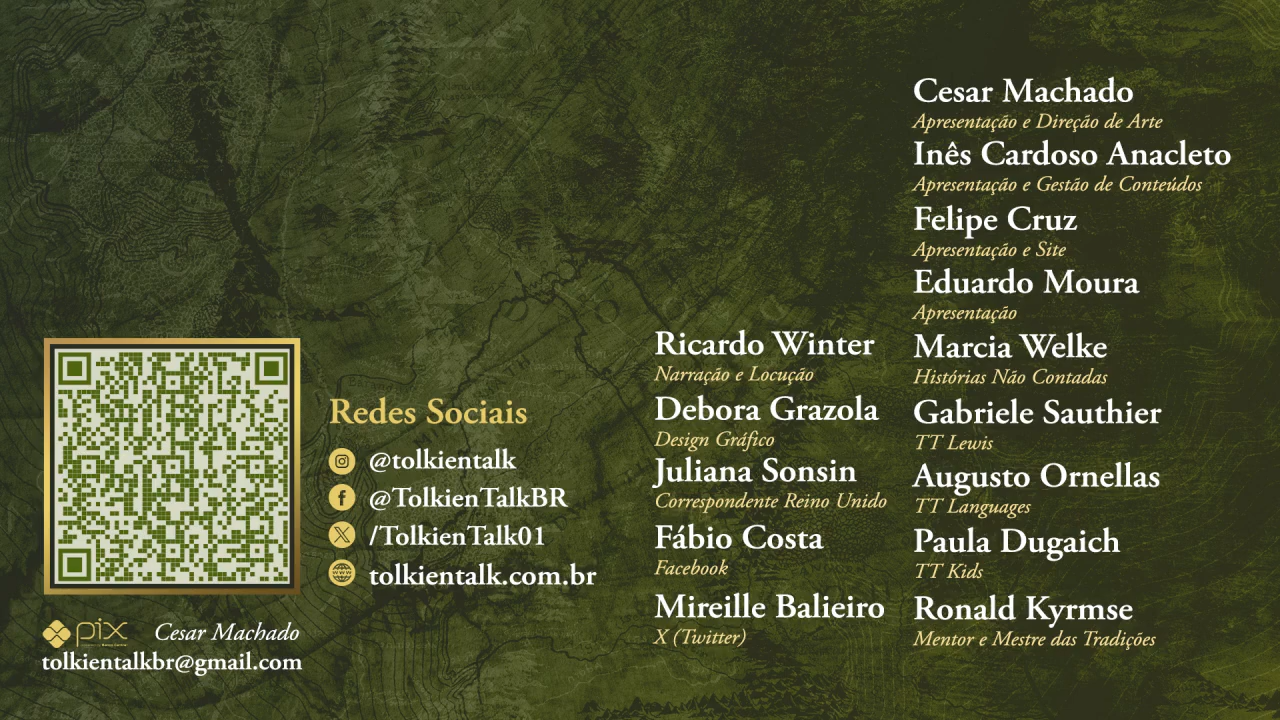 Cesar Machado
Apresentação e Direção de Arte
Inês Cardoso Anacleto
Apresentação e Gestão de Conteúdos
Felipe Cruz
Apresentação e Site
Eduardo Moura
Apresentação
Marcia Welke
Histórias Não Contadas
Gabriele Sauthier
TT Lewis
Augusto Ornellas
TT Languages
Paula Dugaich
TT Kids
Ronald Kyrmse
Mentor e Mestre das Tradições
Ricardo Winter
Narração e Locução
Debora Grazola
Design Gráfico
Juliana Sonsin
Correspondente Reino Unido
Fábio Costa
Facebook
Mireille Balieiro
X (Twitter)
Redes Sociais
@tolkientalk
@TolkienTalkBR
/TolkienTalk01
tolkientalk.com.br
pix
Cesar Machado
tolkientalkbr@gmail.com